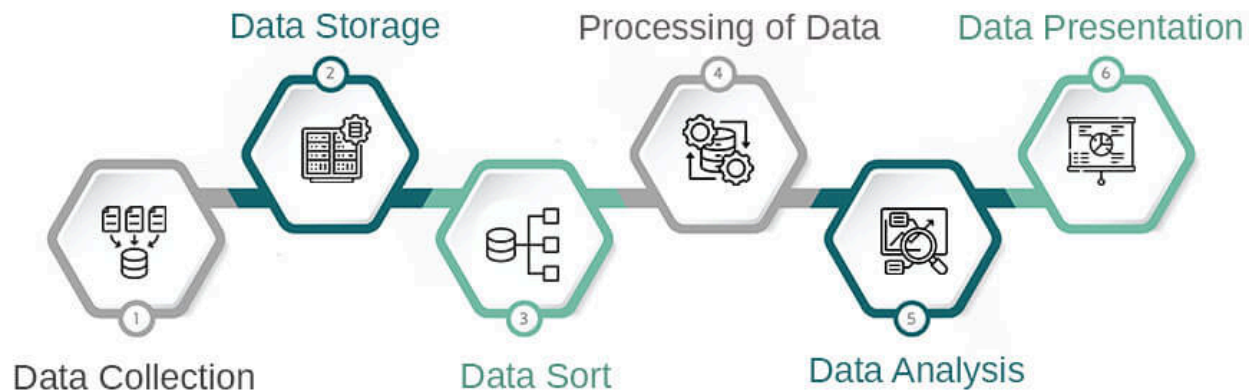 Data Storage
Processing of Data
Data Presentation
2
4
6
1
3
5
Data Collection
Data Sort
Data Analysis